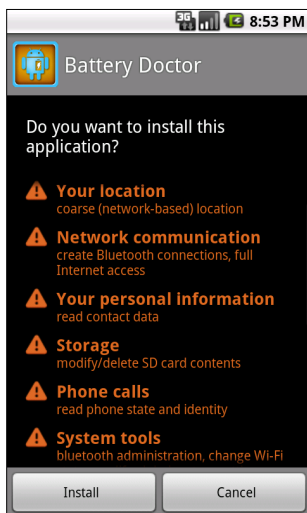 3G 8:53 PM
Battery Doctor
Do you want to install this
application?
Your location
coarse (network-based) location
Network communication
create Bluetooth connections, full
Internet access
Your personal information
read contact data
Storage
modify/delete SD card contents
Phone calls
read phone state and identity
System tools
bluetooth administration, change Wi-Fi
Install Cancel